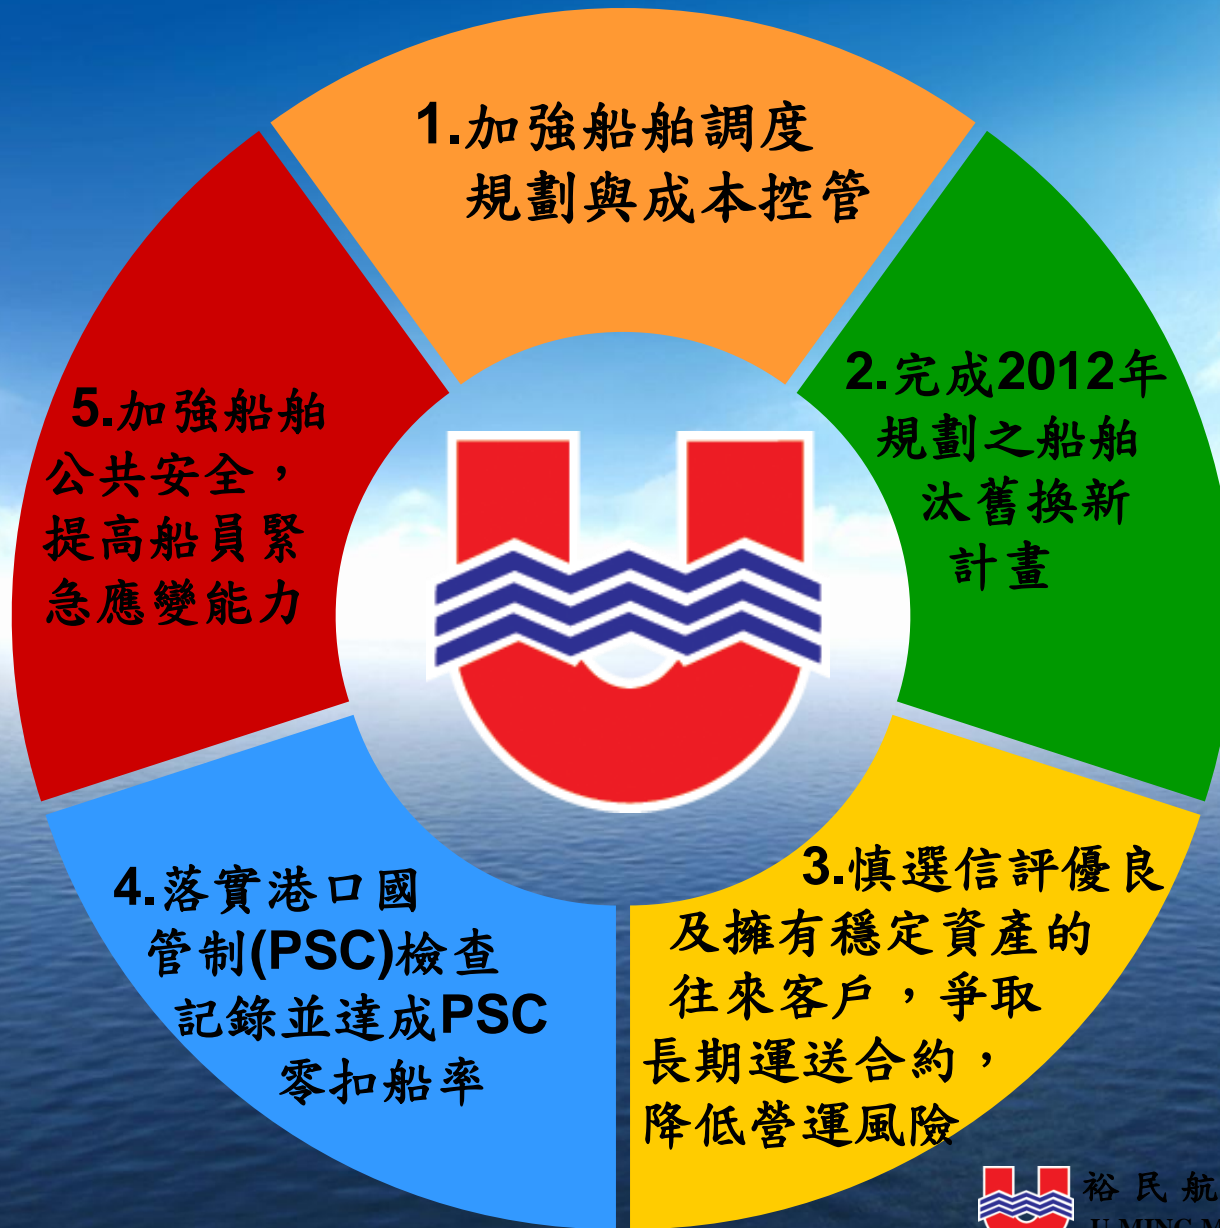 1.加強船舶調度
規劃與成本控管
2.完成2012年
規劃之船舶
汰舊換新
計畫
3.慎選信評優良
及擁有穩定資產的
往來客戶，爭取
長期運送合約，
降低營運風險
4.落實港口國
管制(PSC)檢查
記錄並達成PSC
零扣船率
5.加強船舶
公共安全，
提高船員緊
急應變能力
裕民航
U-MING M